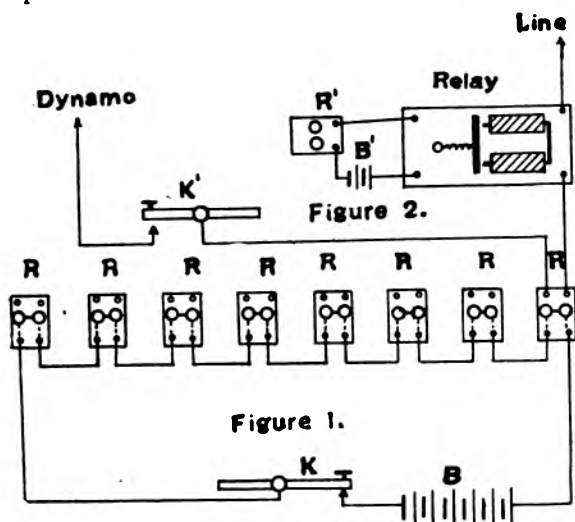 Line
Relay
Dynamo
R'
B'
K'
Figure 2.
R R R R R R R R
Figure 1.
K
B